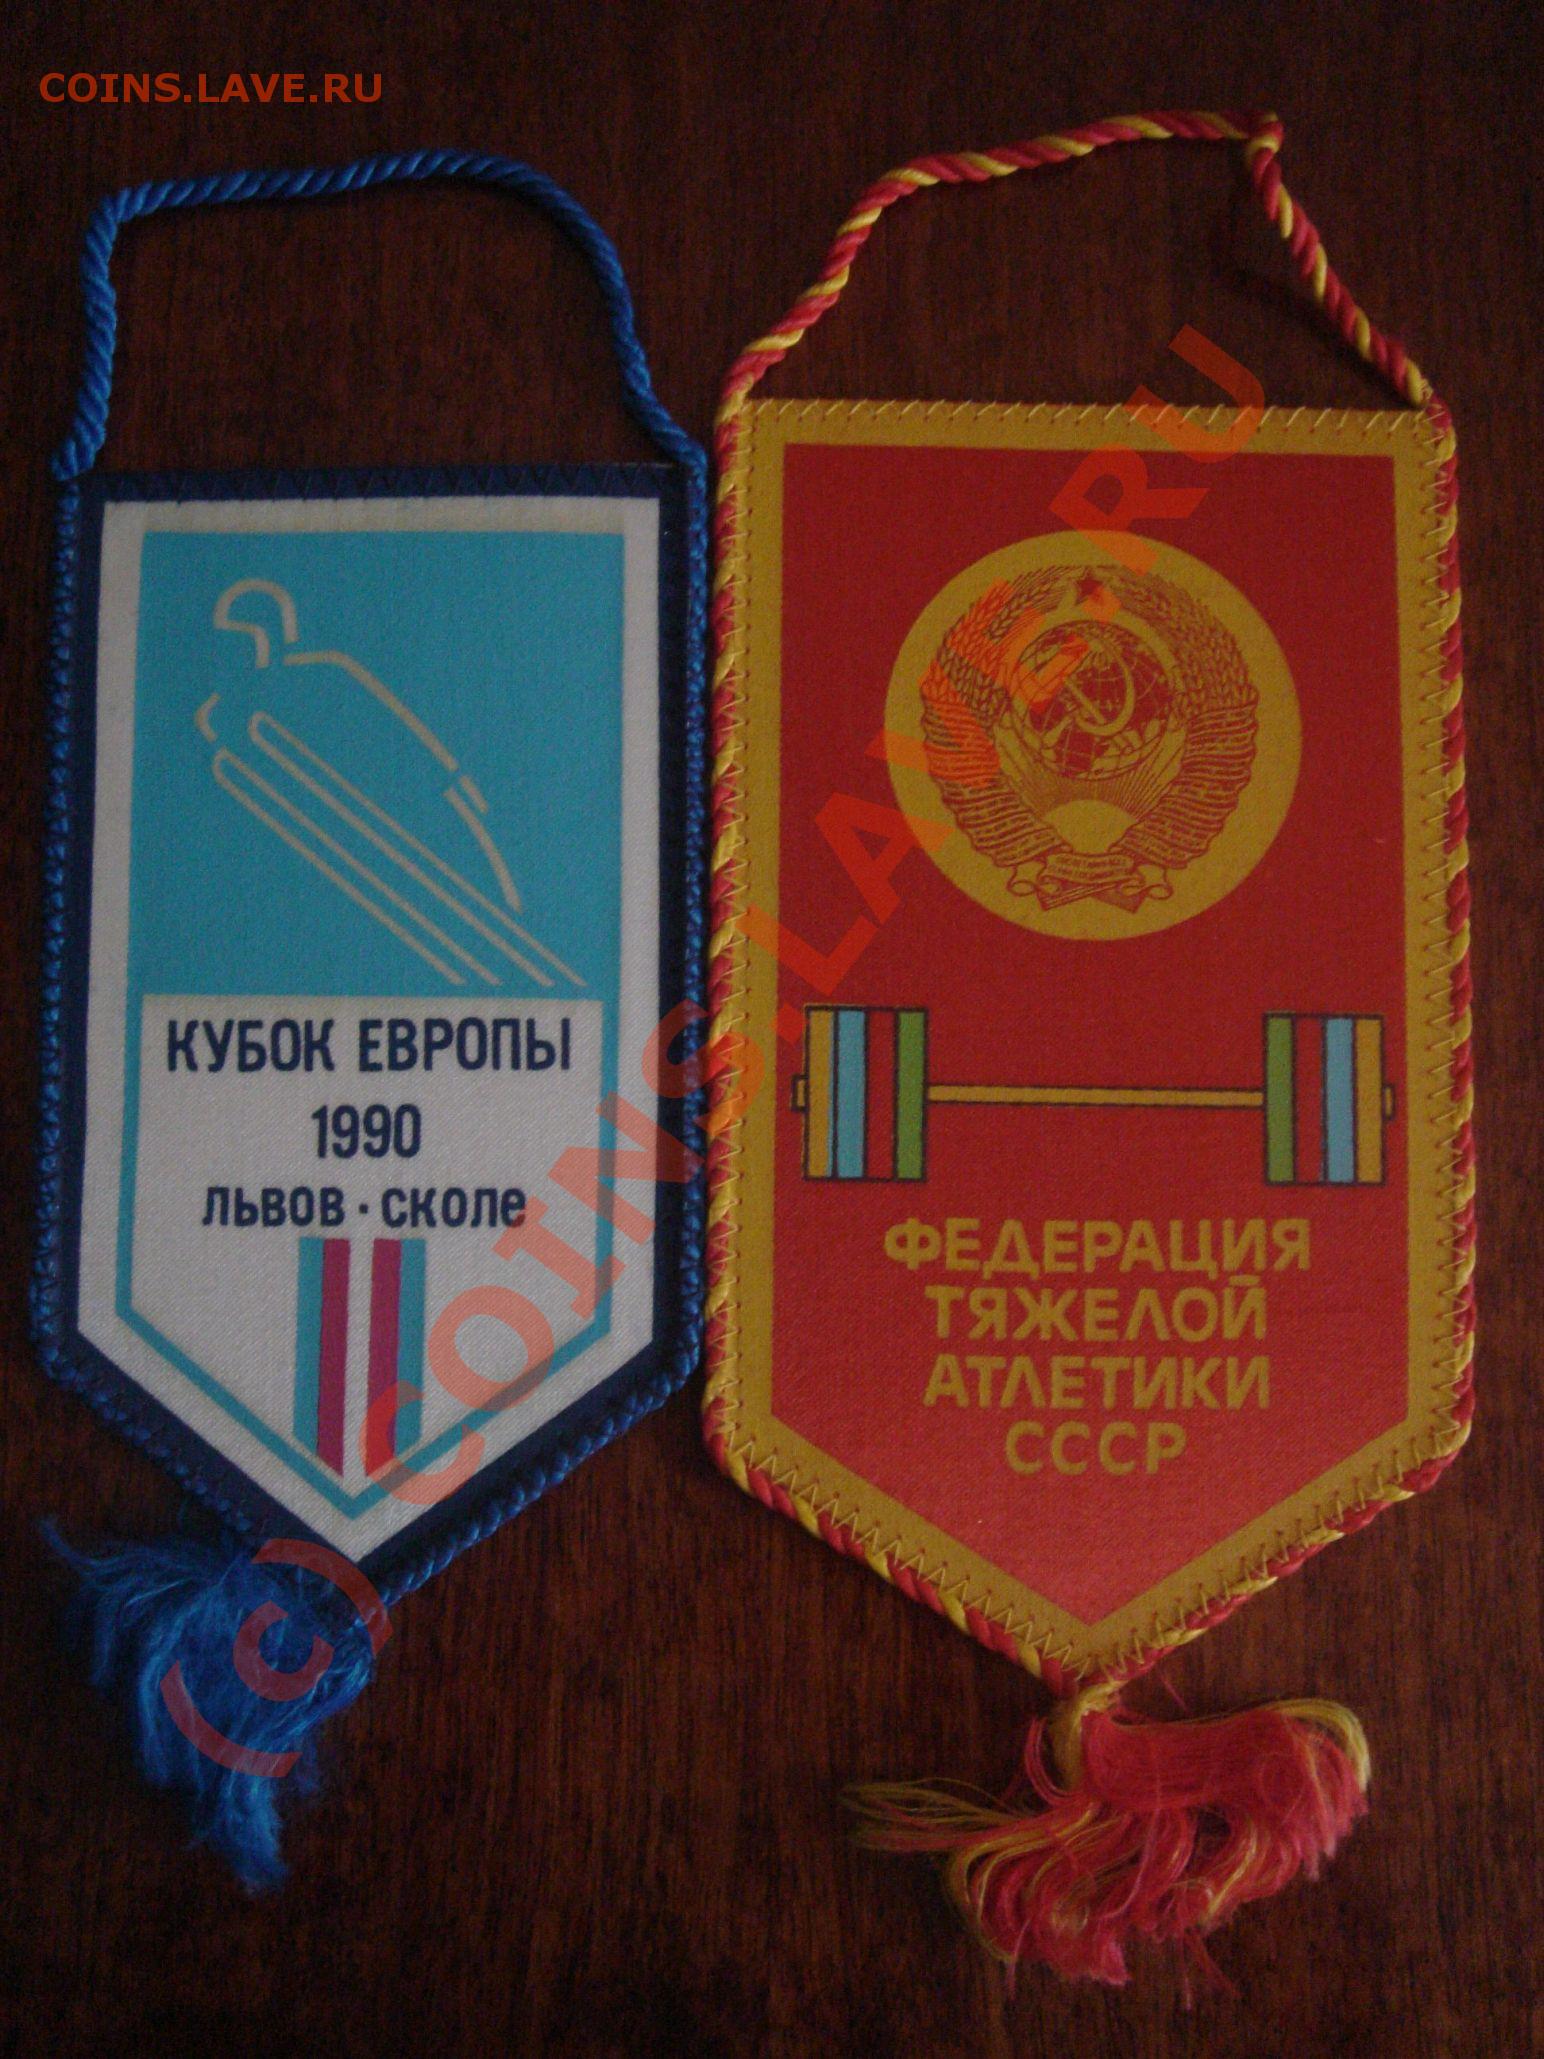 COINS.LAVE.RU
КУБОК ЕВРОПЫ
1990
ЛЬВОВ · СКОЛЕ
ФЕДЕРАЦИЯ
ТЯЖЕЛОЙ
АТЛЕТИКИ
СССР
(c) COINS.LAVE.RU